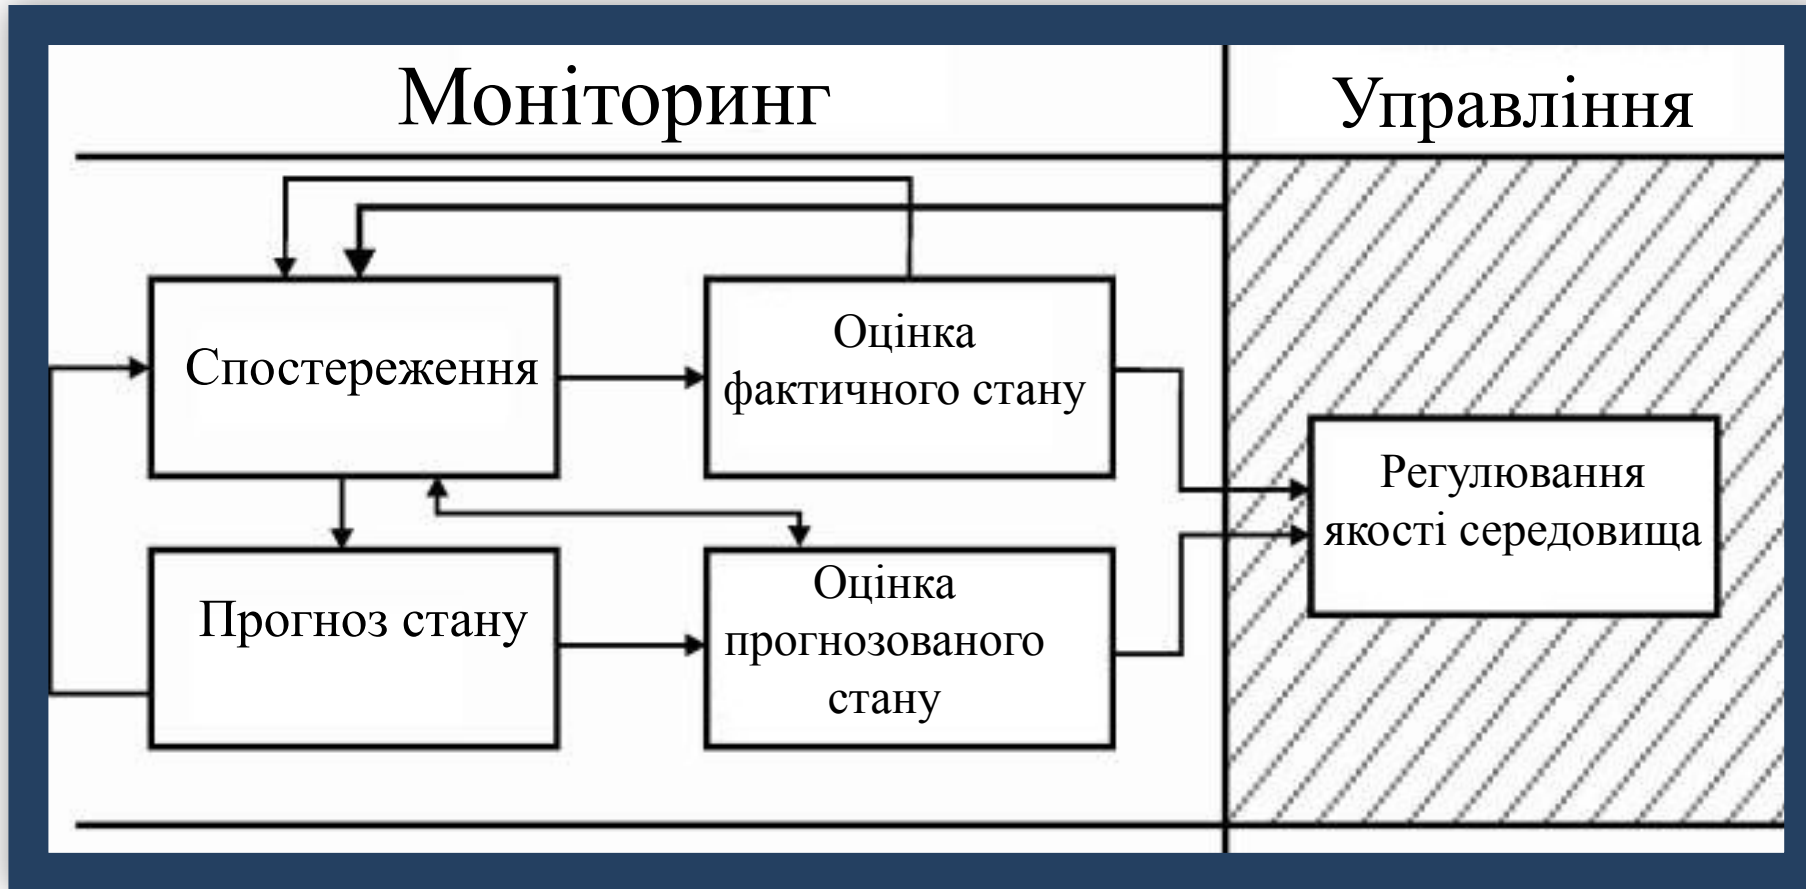 Моніторинг
Управління
Спостереження
Оцінка
фактичного стану
Регулювання
якості середовища
Прогноз стану
Оцінка
прогнозованого
стану